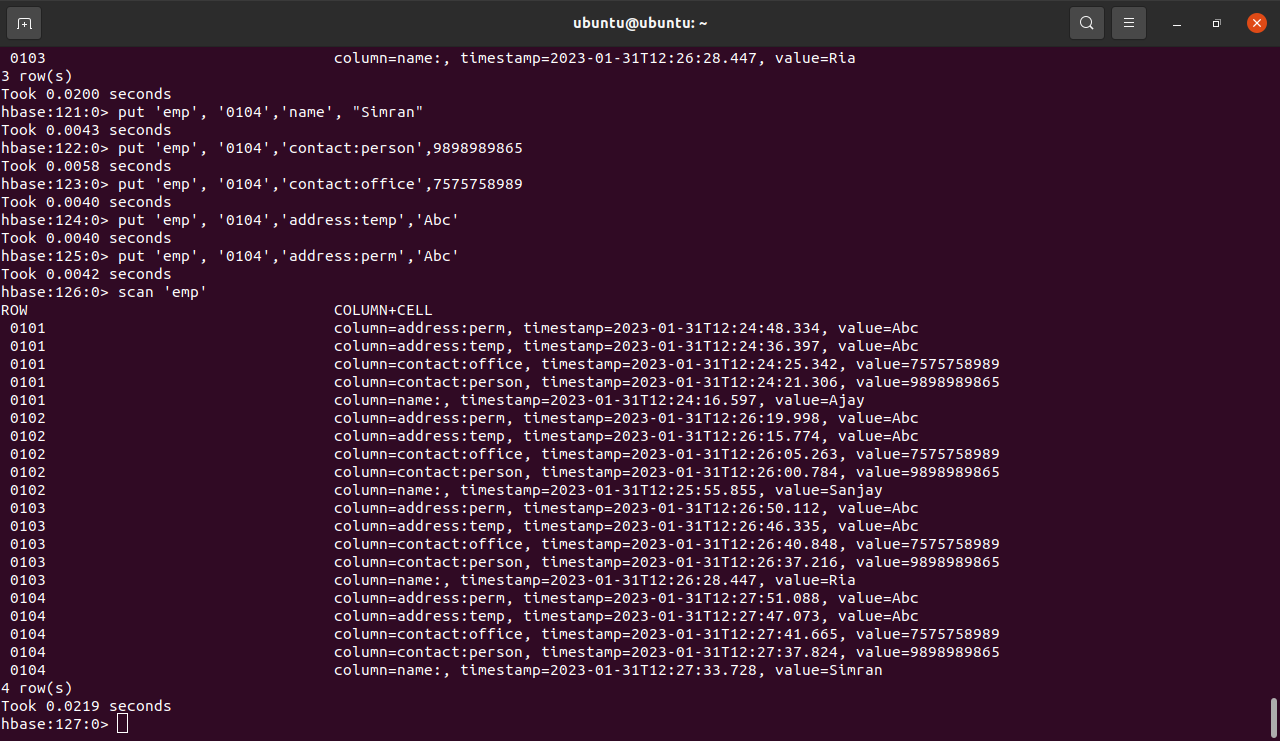 ubuntu@ubuntu: ~
 0103                                column=name:, timestamp=2023-01-31T12:26:28.447, value=Ria
3 row(s)
Took 0.0200 seconds
hbase:121:0> put 'emp', '0104','name', "Simran"
Took 0.0043 seconds
hbase:122:0> put 'emp', '0104','contact:person',9898989865
Took 0.0058 seconds
hbase:123:0> put 'emp', '0104','contact:office',7575758989
Took 0.0040 seconds
hbase:124:0> put 'emp', '0104','address:temp','Abc'
Took 0.0040 seconds
hbase:125:0> put 'emp', '0104','address:perm','Abc'
Took 0.0042 seconds
hbase:126:0> scan 'emp'
ROW                                  COLUMN+CELL
 0101                                column=address:perm, timestamp=2023-01-31T12:24:48.334, value=Abc
 0101                                column=address:temp, timestamp=2023-01-31T12:24:36.397, value=Abc
 0101                                column=contact:office, timestamp=2023-01-31T12:24:25.342, value=7575758989
 0101                                column=contact:person, timestamp=2023-01-31T12:24:21.306, value=9898989865
 0101                                column=name:, timestamp=2023-01-31T12:24:16.597, value=Ajay
 0102                                column=address:perm, timestamp=2023-01-31T12:26:19.998, value=Abc
 0102                                column=address:temp, timestamp=2023-01-31T12:26:15.774, value=Abc
 0102                                column=contact:office, timestamp=2023-01-31T12:26:05.263, value=7575758989
 0102                                column=contact:person, timestamp=2023-01-31T12:26:00.784, value=9898989865
 0102                                column=name:, timestamp=2023-01-31T12:25:55.855, value=Sanjay
 0103                                column=address:perm, timestamp=2023-01-31T12:26:50.112, value=Abc
 0103                                column=address:temp, timestamp=2023-01-31T12:26:46.335, value=Abc
 0103                                column=contact:office, timestamp=2023-01-31T12:26:40.848, value=7575758989
 0103                                column=contact:person, timestamp=2023-01-31T12:26:37.216, value=9898989865
 0103                                column=name:, timestamp=2023-01-31T12:26:28.447, value=Ria
 0104                                column=address:perm, timestamp=2023-01-31T12:27:51.088, value=Abc
 0104                                column=address:temp, timestamp=2023-01-31T12:27:47.073, value=Abc
 0104                                column=contact:office, timestamp=2023-01-31T12:27:41.665, value=7575758989
 0104                                column=contact:person, timestamp=2023-01-31T12:27:37.824, value=9898989865
 0104                                column=name:, timestamp=2023-01-31T12:27:33.728, value=Simran
4 row(s)
Took 0.0219 seconds
hbase:127:0>